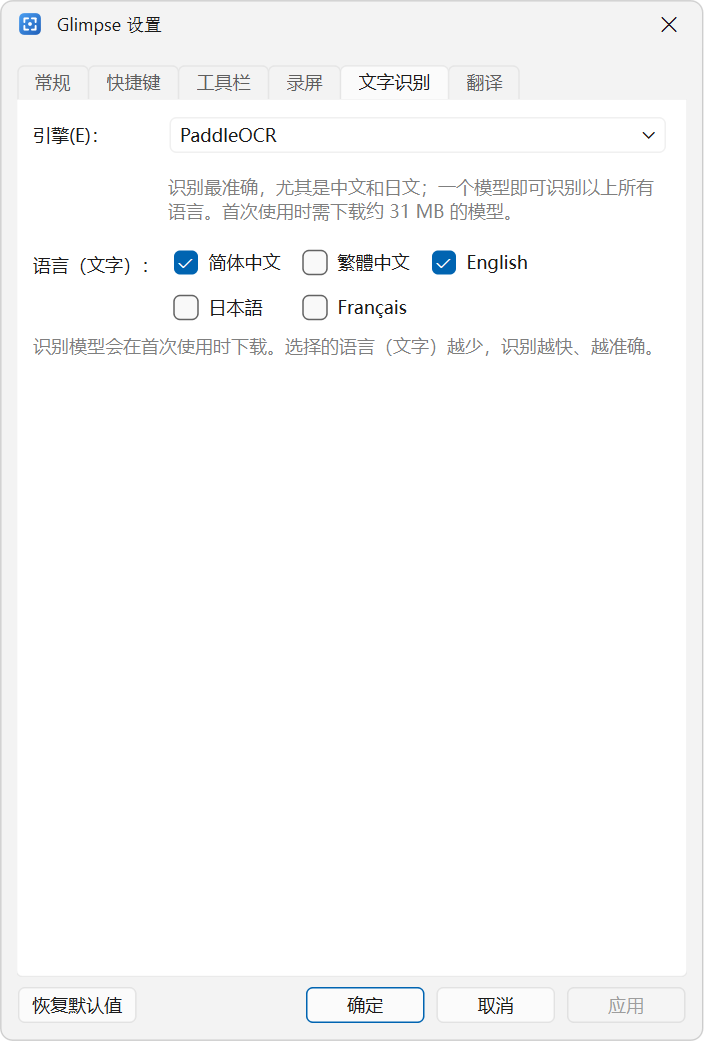 Glimpse 设置
常规 快捷键 工具栏 录屏 文字识别 翻译
引擎(E)： PaddleOCR
识别最准确，尤其是中文和日文；一个模型即可识别以上所有
语言。首次使用时需下载约 31 MB 的模型。
语言（文字）： 简体中文 繁體中文 English
日本語 Français
识别模型会在首次使用时下载。选择的语言（文字）越少，识别越快、越准确。
恢复默认值 确定 取消 应用